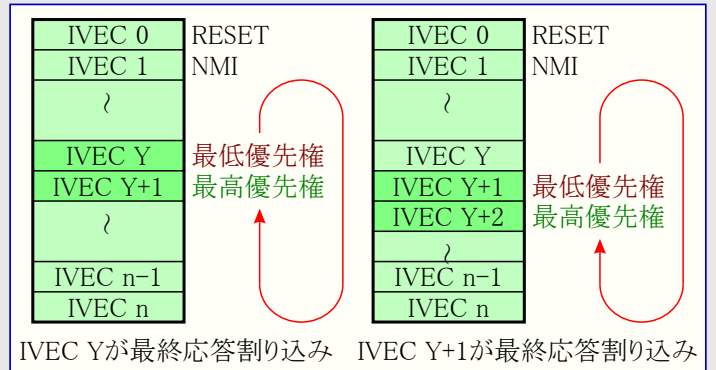 IVEC 0 RESET
IVEC 1 NMI
~
IVEC Y 最低優先権
IVEC Y+1 最高優先権
~
IVEC n-1
IVEC n
IVEC Yが最終応答割り込み
IVEC 0 RESET
IVEC 1 NMI
~
IVEC Y
IVEC Y+1 最低優先権
IVEC Y+2 最高優先権
~
IVEC n-1
IVEC n
IVEC Y+1が最終応答割り込み